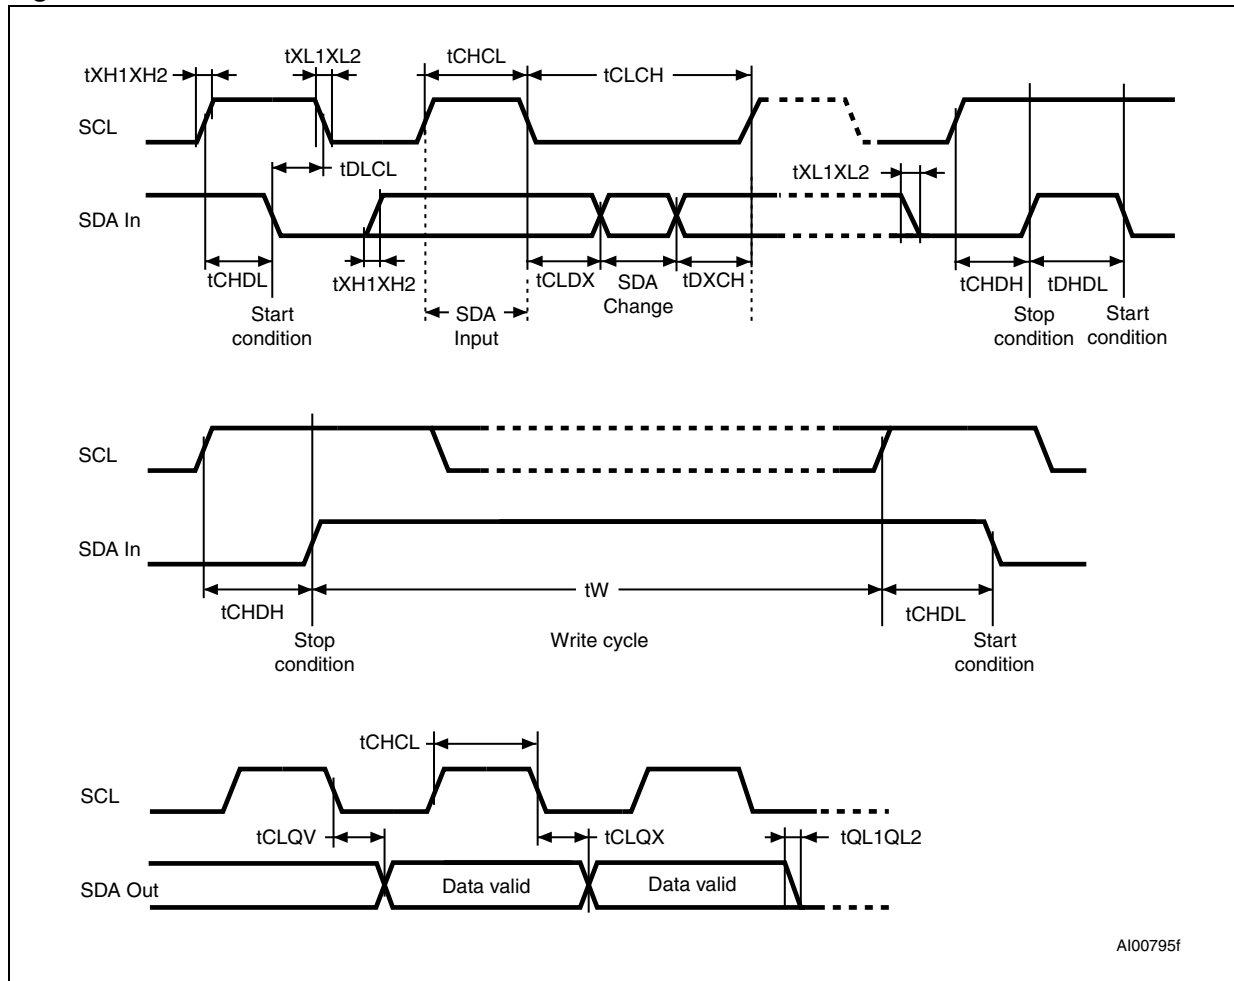 tXH1XH2
tXL1XL2
tCHCL
tCLCH
SCL
tDLCL
tXL1XL2
SDA In
tCHDL
tXH1XH2
tCLDX
SDA
Change
tDXCH
tCHDH
tDHDL
Start
condition
SDA
Input
Stop
condition
Start
condition
SCL
SDA In
tCHDH
tW
tCHDL
Stop
condition
Write cycle
Start
condition
tCHCL
SCL
tCLQV
tCLQX
tQL1QL2
SDA Out
Data valid
Data valid
AI00795f